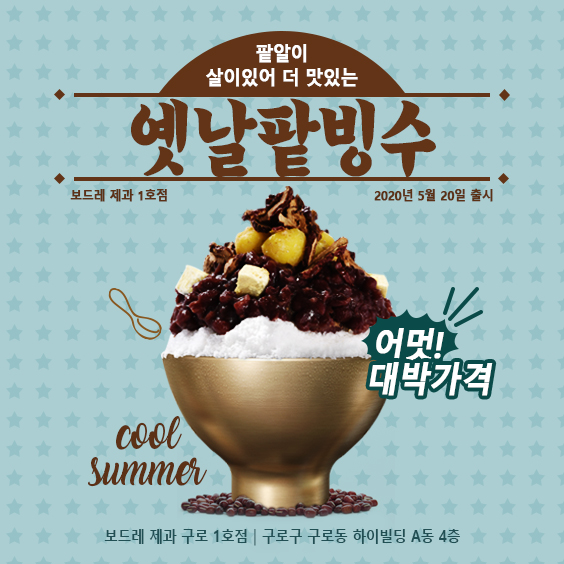 팥알이
살이있어 더 맛있는
옛날팥빙수
보드레 제과 1호점
2020년 5월 20일 출시
어멋!
대박가격
cool
summer
보드레 제과 구로 1호점 | 구로구 구로동 하이빌딩 A동 4층